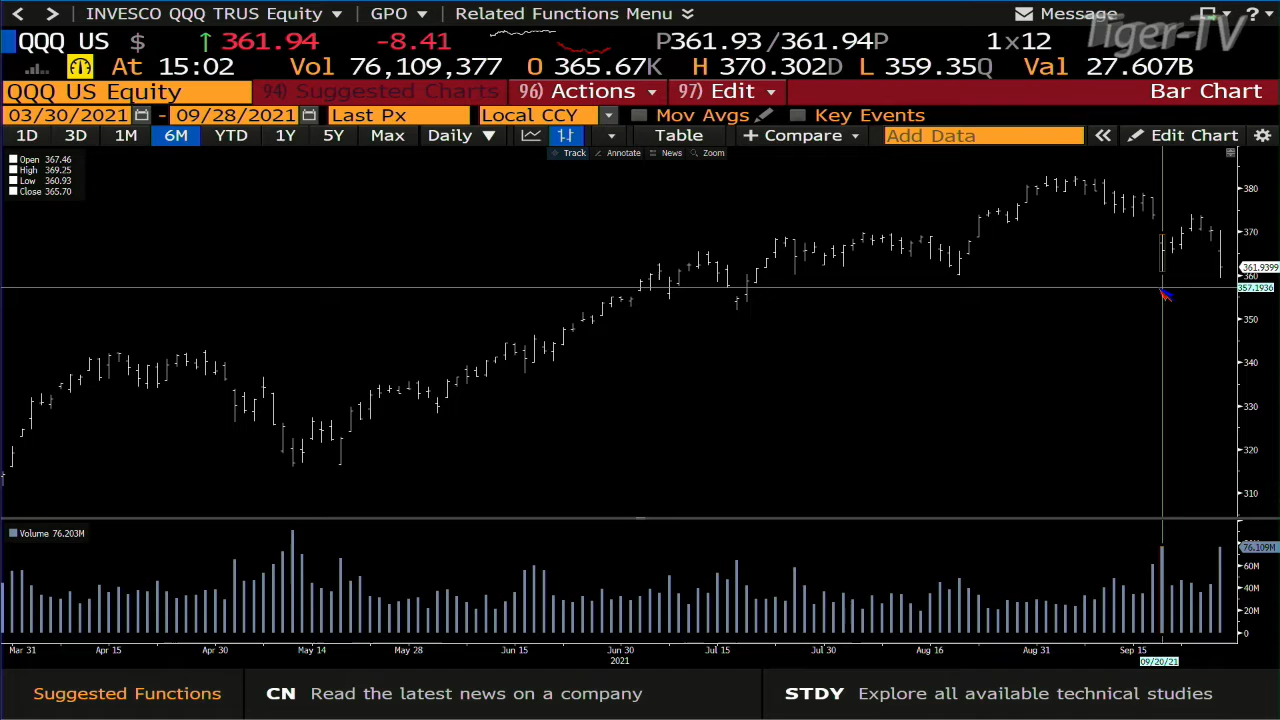 INVESCO QQQ TRUS Equity GPO Related Functions Menu Message ?
Tiger-TV
QQQ US $ ↑ 361.94 -8.41 P361.93/361.94P 1x12
At 15:02 Vol 76,109,377 O 365.67K H 370.302D L 359.35Q Val 27.607B
QQQ US Equity 94) Suggested Charts 96) Actions 97) Edit Bar Chart
03/30/2021 - 09/28/2021 Last Px Local CCY Mov Avgs Key Events
1D 3D 1M 6M YTD 1Y 5Y Max Daily ▼ Table + Compare Add Data « Edit Chart
Track Annotate News Zoom
Open 367.46
High 369.25
Low 360.93
Close 365.70
380
370
361.9399
360
357.1936
350
340
330
320
310
Volume 76.203M
76.109M
60M
40M
20M
0
Mar 31 Apr 15 Apr 30 May 14 May 28 Jun 15 Jun 30 Jul 15 Jul 30 Aug 16 Aug 31 Sep 15
2021 09/20/21
Suggested Functions CN Read the latest news on a company STDY Explore all available technical studies